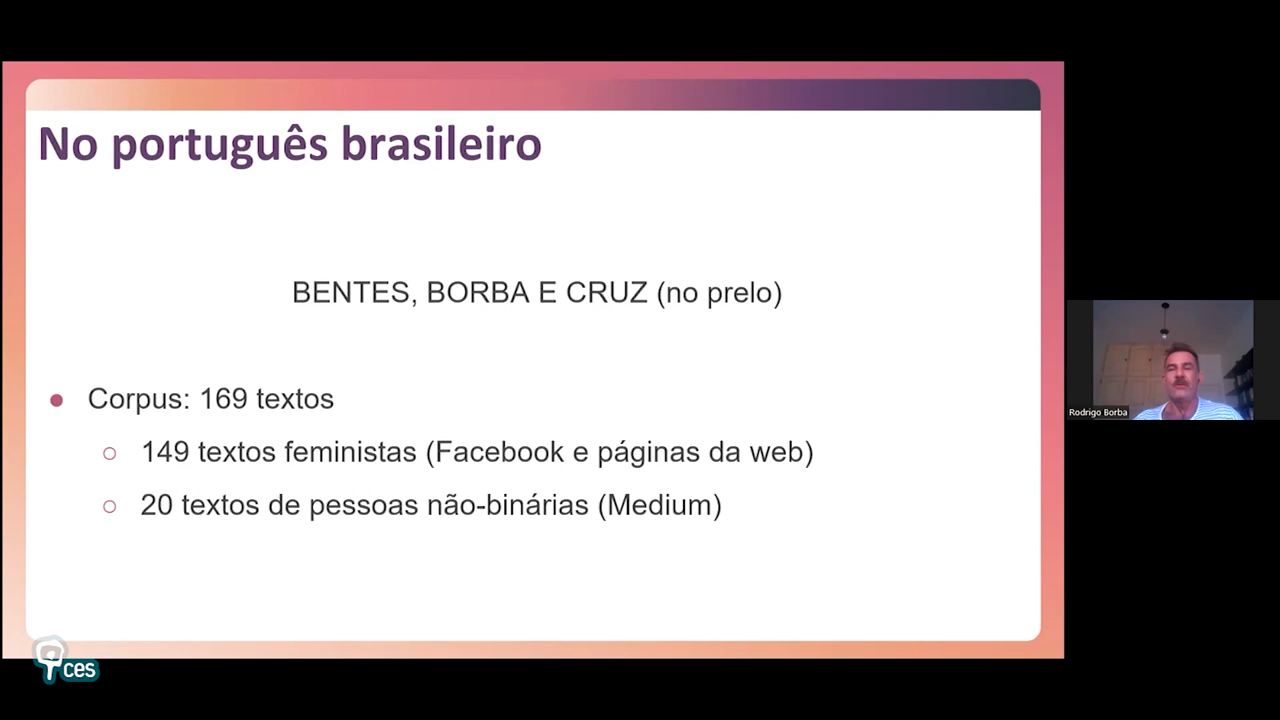 No português brasileiro
BENTES, BORBA E CRUZ (no prelo)
Corpus: 169 textos
149 textos feministas (Facebook e páginas da web)
20 textos de pessoas não-binárias (Medium)
Rodrigo Borba
ces